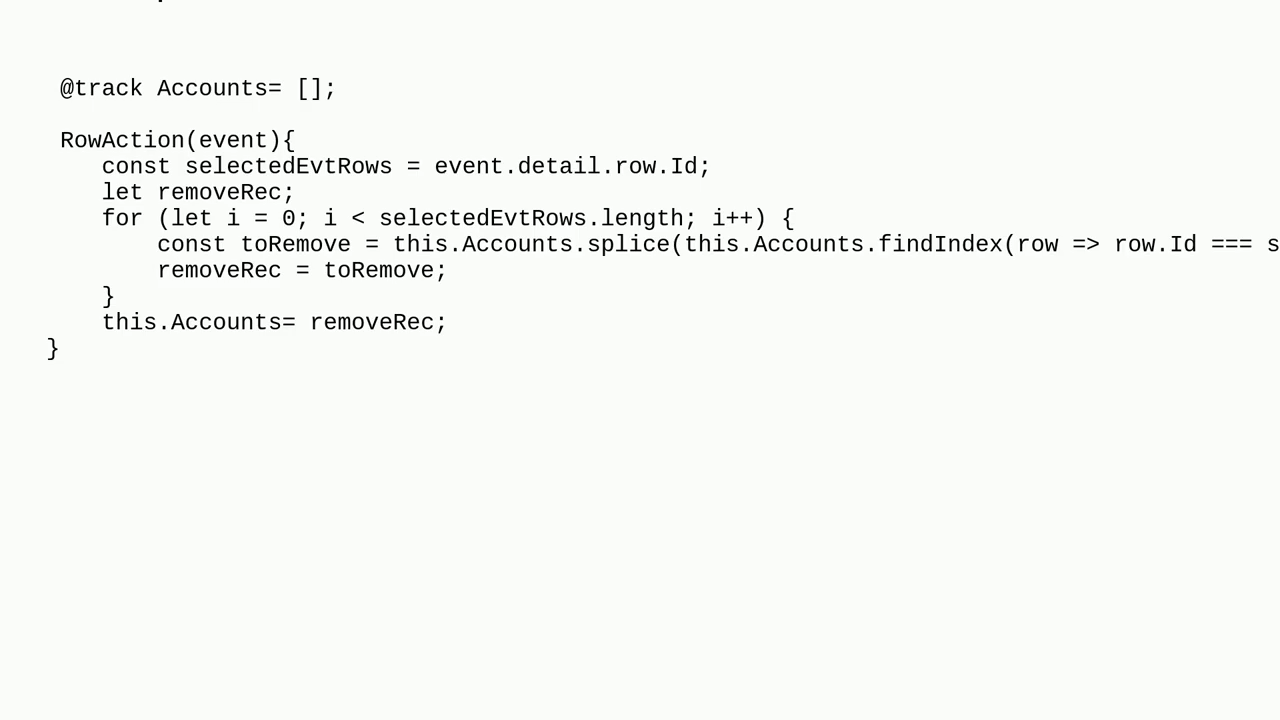 @track Accounts= [];
RowAction(event){
const selectedEvtRows = event.detail.row.Id;
let removeRec;
for (let i = 0; i < selectedEvtRows.length; i++) {
const toRemove = this.Accounts.splice(this.Accounts.findIndex(row => row.Id === s
removeRec = toRemove;
}
this.Accounts= removeRec;
}